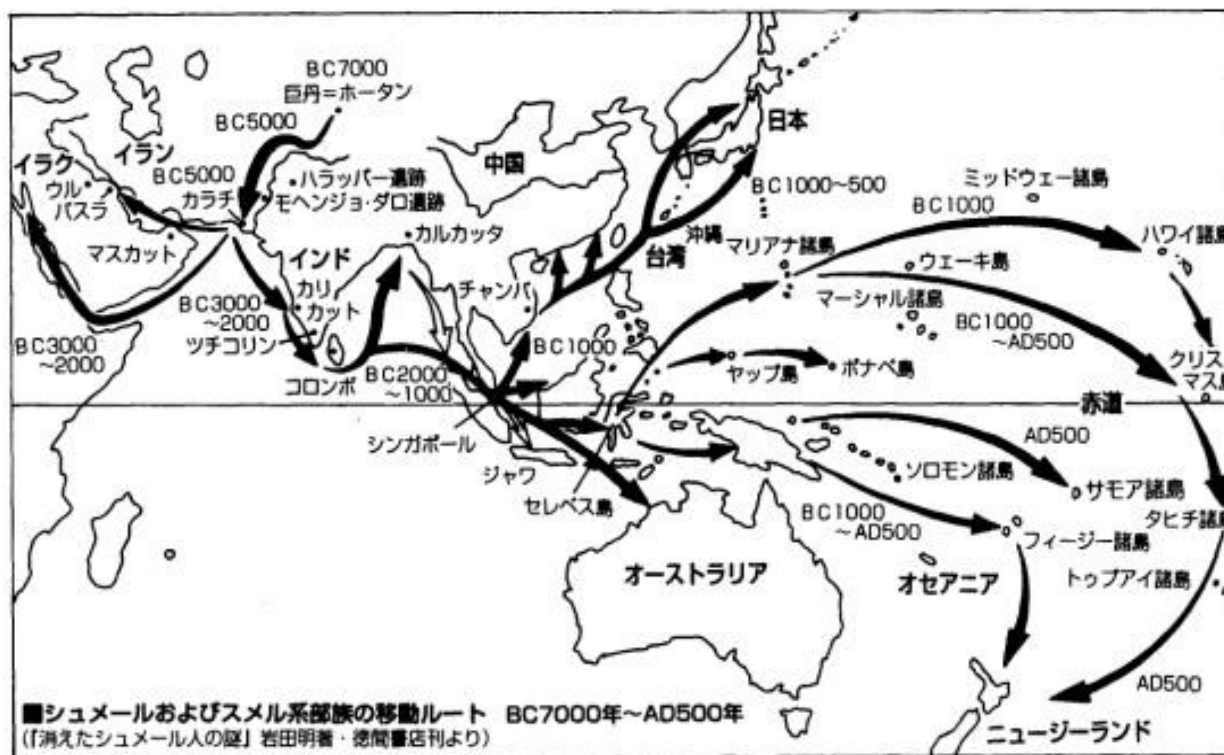 BC7000
巨丹=ホータン
BC5000
イラク
イラン
ウル
バスラ
BC5000
カラチ
ハラッパー遺跡
モヘンジョ・ダロ遺跡
マスカット
カルカッタ
インド
カリ
カット
BC3000
~2000
ツチコリン
BC3000
~2000
コロンボ
BC2000
~1000
中国
日本
BC1000~500
沖縄
台湾
チャンパ
BC1000
シンガポール
ジャワ
セレベス島
マリアナ諸島
ミッドウェー諸島
BC1000
ハワイ諸島
ウェーキ島
マーシャル諸島
BC1000
~AD500
クリス
マス島
ヤップ島
ポナペ島
赤道
AD500
ソロモン諸島
サモア諸島
BC1000
~AD500
フィージー諸島
タヒチ諸島
トゥブアイ諸島
オーストラリア
オセアニア
AD500
ニュージーランド
■シュメールおよびスメル系部族の移動ルート BC7000年~AD500年
(『消えたシュメール人の謎』岩田明著・徳間書店刊より)